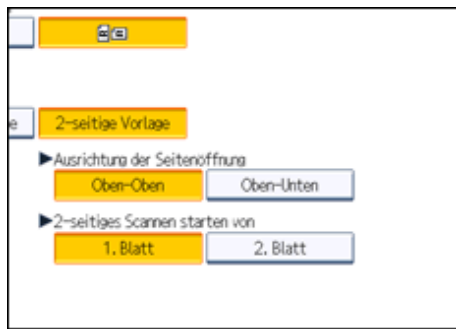 e 2-seitige Vorlage
►Ausrichtung der Seitenöffnung
Oben-Oben Oben-Unten
►2-seitiges Scannen starten von
1. Blatt 2. Blatt